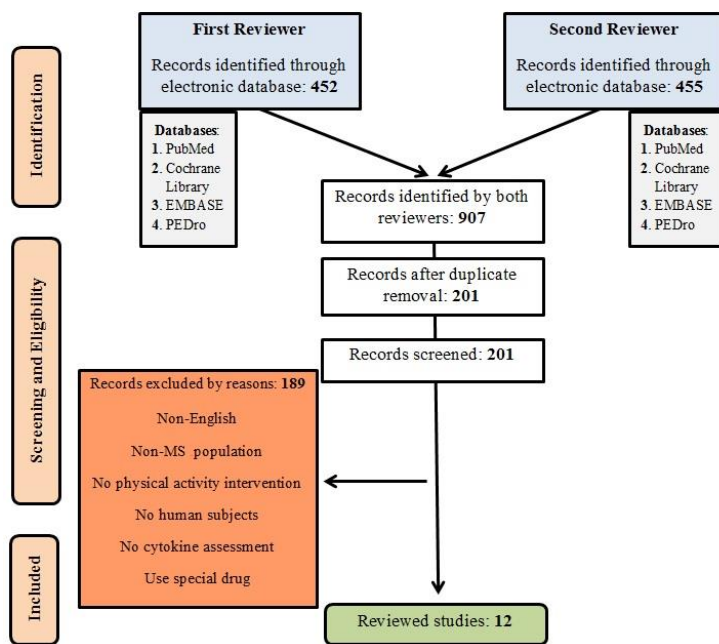 First Reviewer
Records identified through
electronic database: 452
Second Reviewer
Records identified through
electronic database: 455
Identification
Databases:
1. PubMed
2. Cochrane
Library
3. EMBASE
4. PEDro
Databases:
1. PubMed
2. Cochrane
Library
3. EMBASE
4. PEDro
Records identified by both
reviewers: 907
Records after duplicate
removal: 201
Records screened: 201
Screening and Eligibility
Records excluded by reasons: 189
Non-English
Non-MS population
No physical activity intervention
No human subjects
No cytokine assessment
Use special drug
Included
Reviewed studies: 12